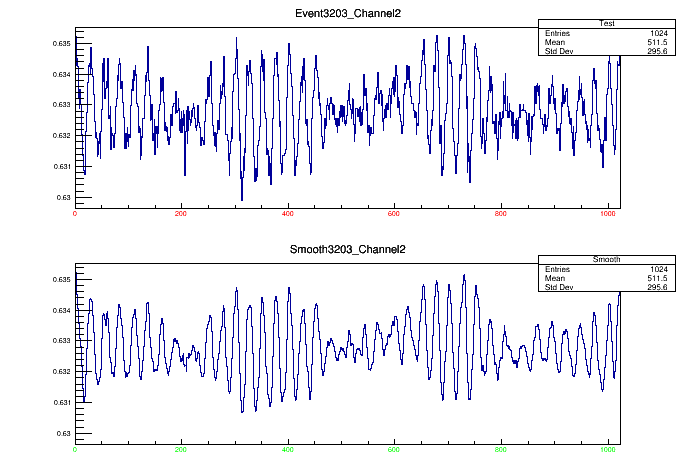 Event3203_Channel2
Test
Entries 1024
Mean 511.5
Std Dev 295.6
0.635
0.634
0.633
0.632
0.631
0.63
0 200 400 600 800 1000
Smooth3203_Channel2
Smooth
Entries 1024
Mean 511.5
Std Dev 295.6
0.635
0.634
0.633
0.632
0.631
0.63
0 200 400 600 800 1000